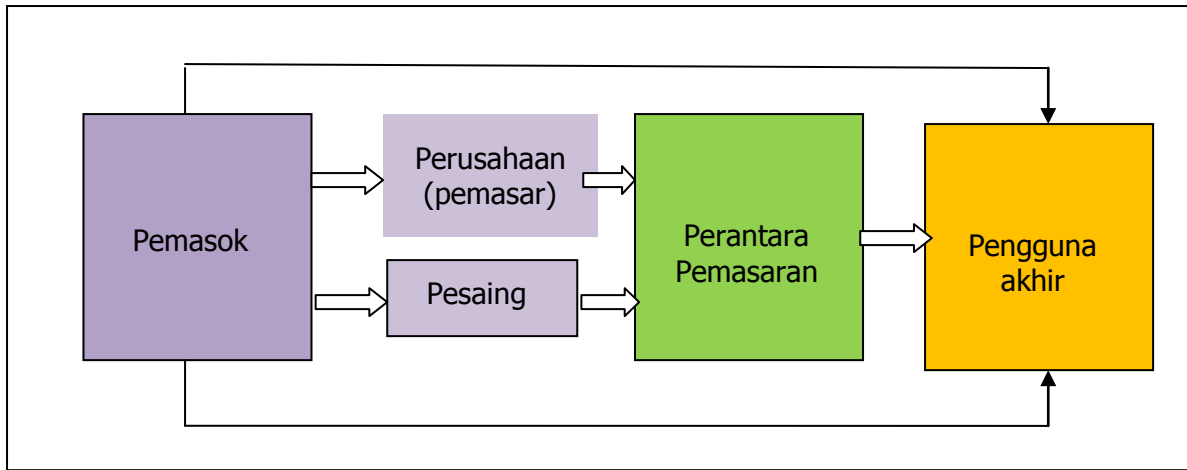 Pemasok
Perusahaan
(pemasar)
Pesaing
Perantara
Pemasaran
Pengguna
akhir